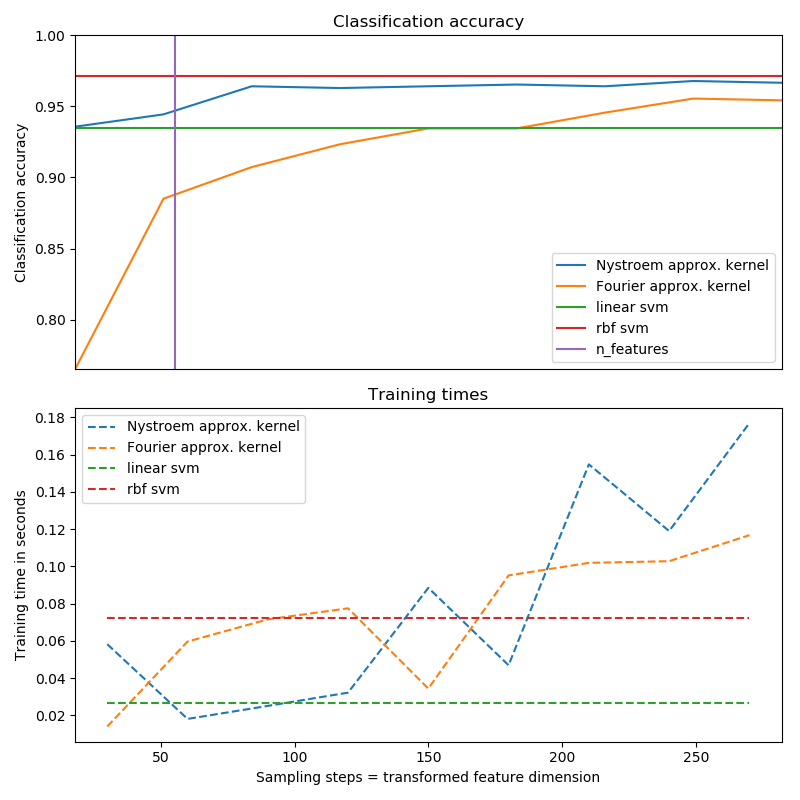 Classification accuracy
1.00
0.95
0.90
0.85
0.80
Classification accuracy
Nystroem approx. kernel
Fourier approx. kernel
linear svm
rbf svm
n_features
Training times
0.18
0.16
0.14
0.12
0.10
0.08
0.06
0.04
0.02
Training time in seconds
Nystroem approx. kernel
Fourier approx. kernel
linear svm
rbf svm
50 100 150 200 250
Sampling steps = transformed feature dimension